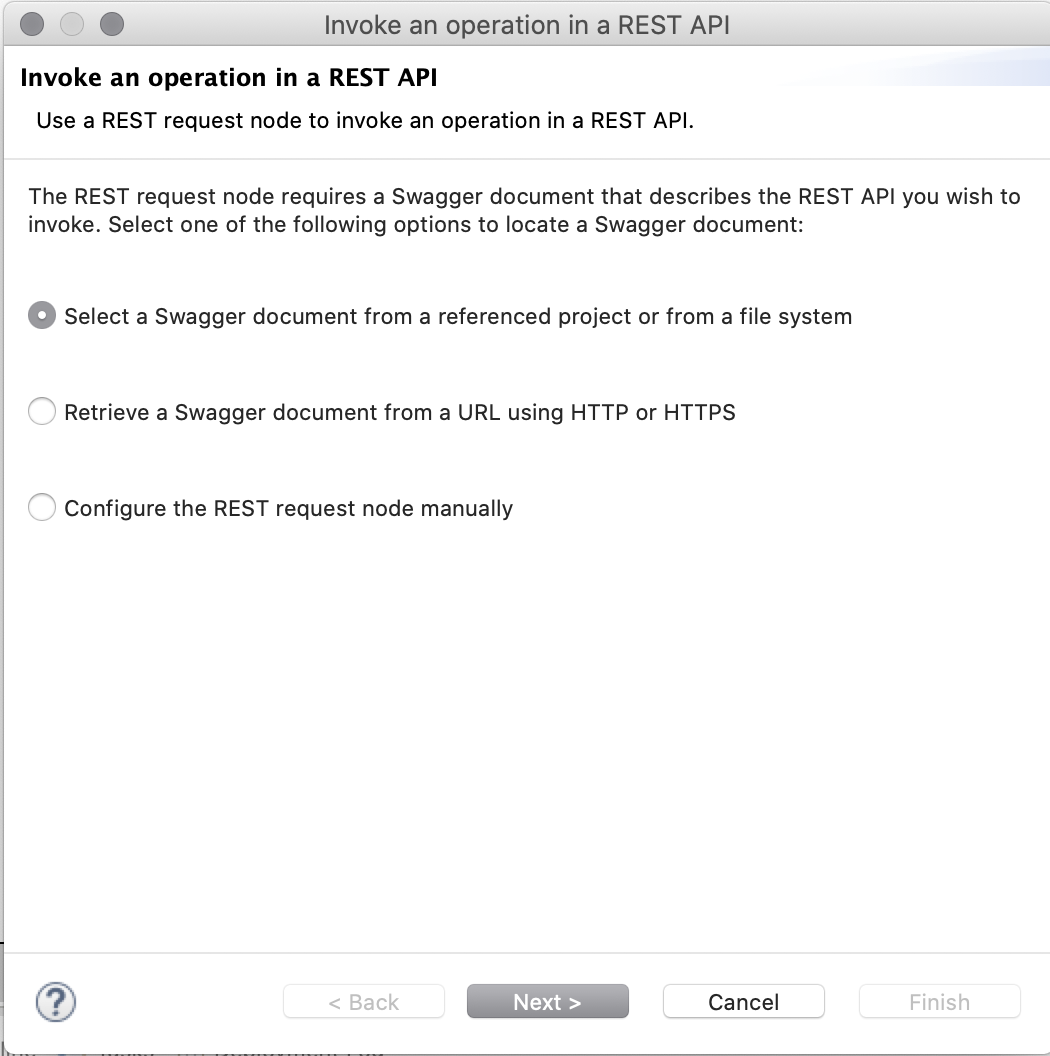 Invoke an operation in a REST API
Invoke an operation in a REST API
Use a REST request node to invoke an operation in a REST API.
The REST request node requires a Swagger document that describes the REST API you wish to
invoke. Select one of the following options to locate a Swagger document:
Select a Swagger document from a referenced project or from a file system
Retrieve a Swagger document from a URL using HTTP or HTTPS
Configure the REST request node manually
?
< Back
Next >
Cancel
Finish